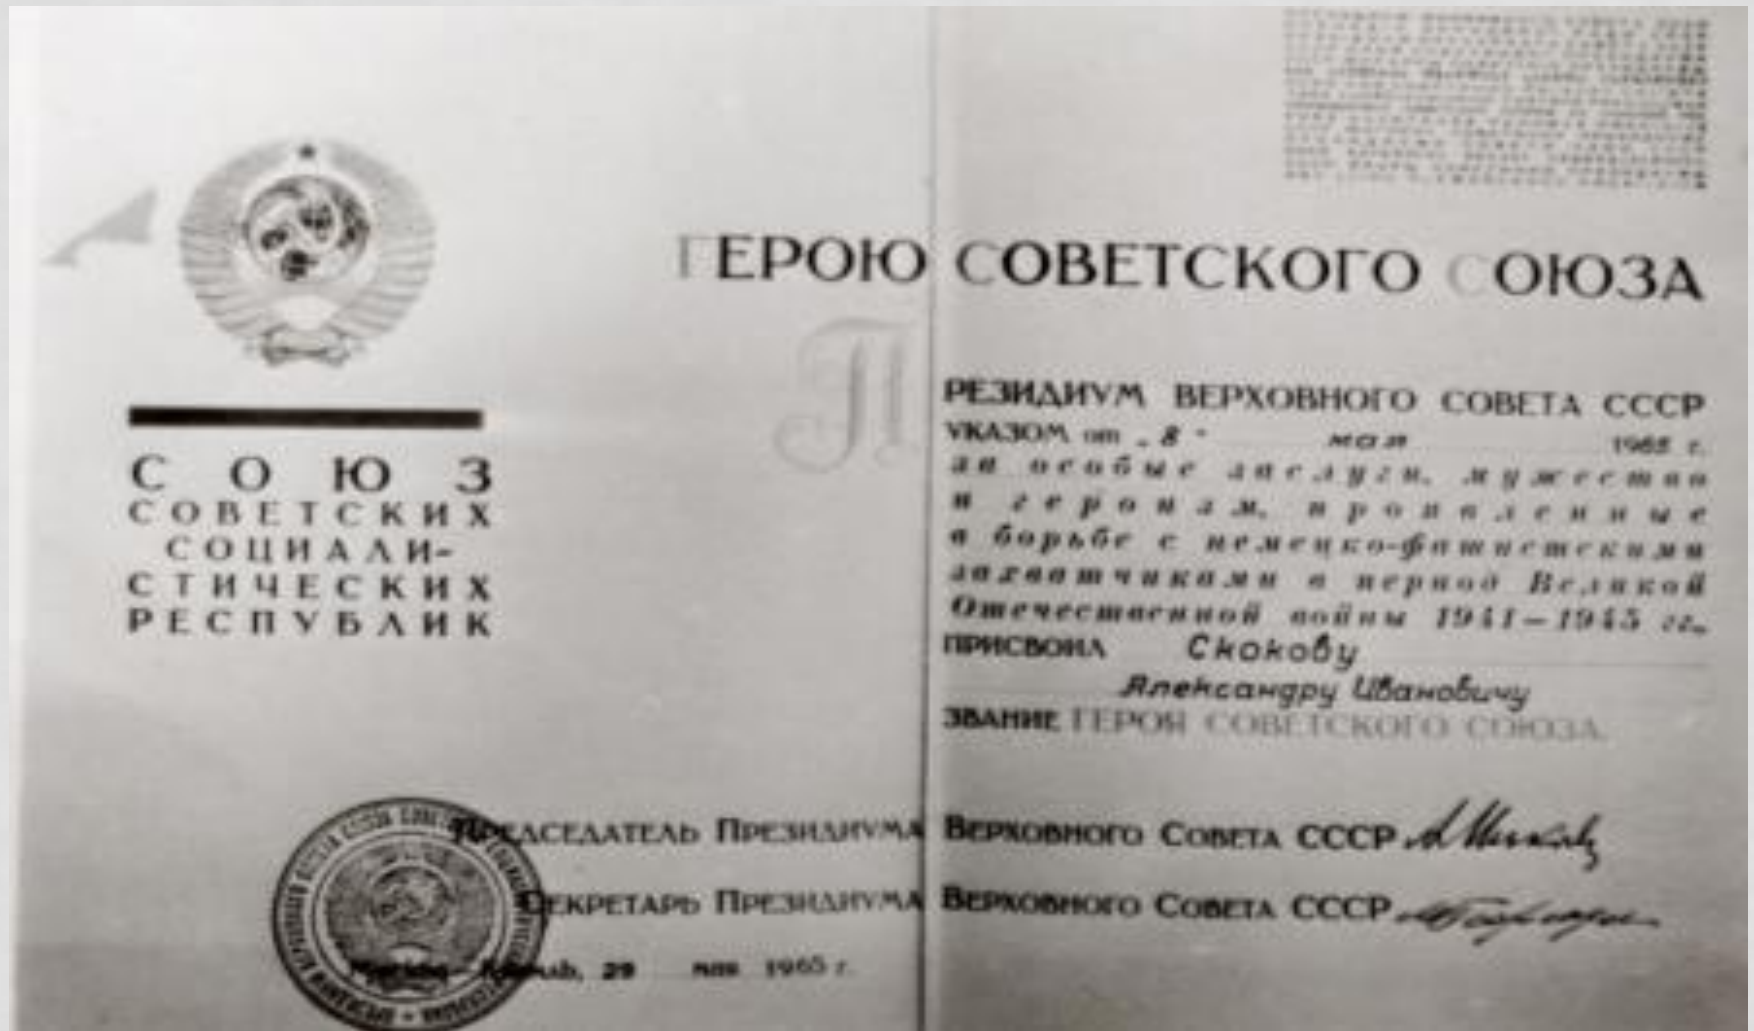 СОЮЗ
СОВЕТСКИХ
СОЦИАЛИ-
СТИЧЕСКИХ
РЕСПУБЛИК
ГЕРОЮ СОВЕТСКОГО СОЮЗА
ПРЕЗИДИУМ ВЕРХОВНОГО СОВЕТА СССР
УКАЗОМ от „8" мая 1965 г.
за особые заслуги, мужество
и героизм, проявленные
в борьбе с немецко-фашистскими
захватчиками в период Великой
Отечественной войны 1941—1945 гг.,
ПРИСВОИЛ Скокову
Александру Ивановичу
ЗВАНИЕ ГЕРОЯ СОВЕТСКОГО СОЮЗА.
ПРЕДСЕДАТЕЛЬ ПРЕЗИДИУМА ВЕРХОВНОГО СОВЕТА СССР
СЕКРЕТАРЬ ПРЕЗИДИУМА ВЕРХОВНОГО СОВЕТА СССР
Москва—Кремль, 29 мая 1965 г.